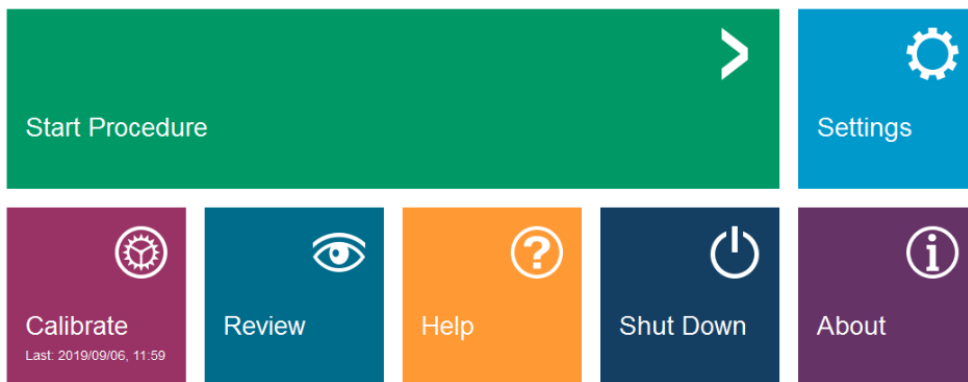 Start Procedure
Settings
Calibrate
Last: 2019/09/06, 11:59
Review
Help
Shut Down
About